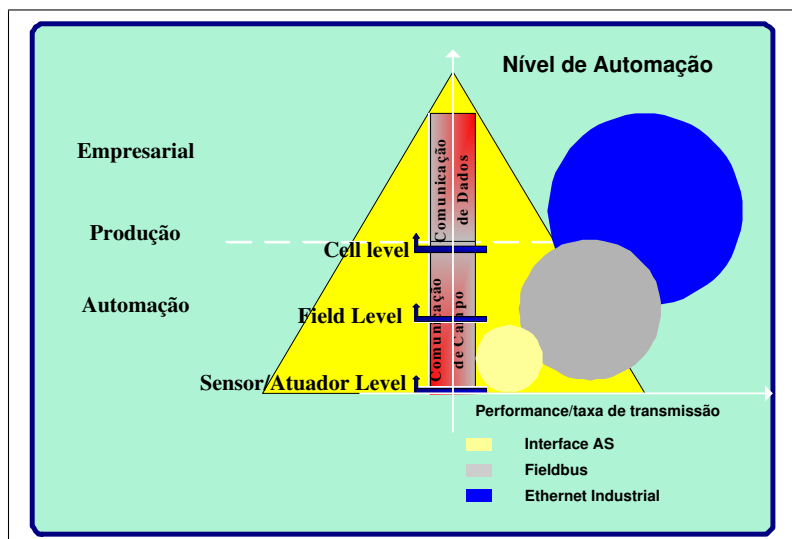 Nível de Automação
Empresarial
Comunicação
de Dados
Produção
Cell level
Automação
Field Level
Comunicação
de Campo
Sensor/Atuador Level
Performance/taxa de transmissão
Interface AS
Fieldbus
Ethernet Industrial